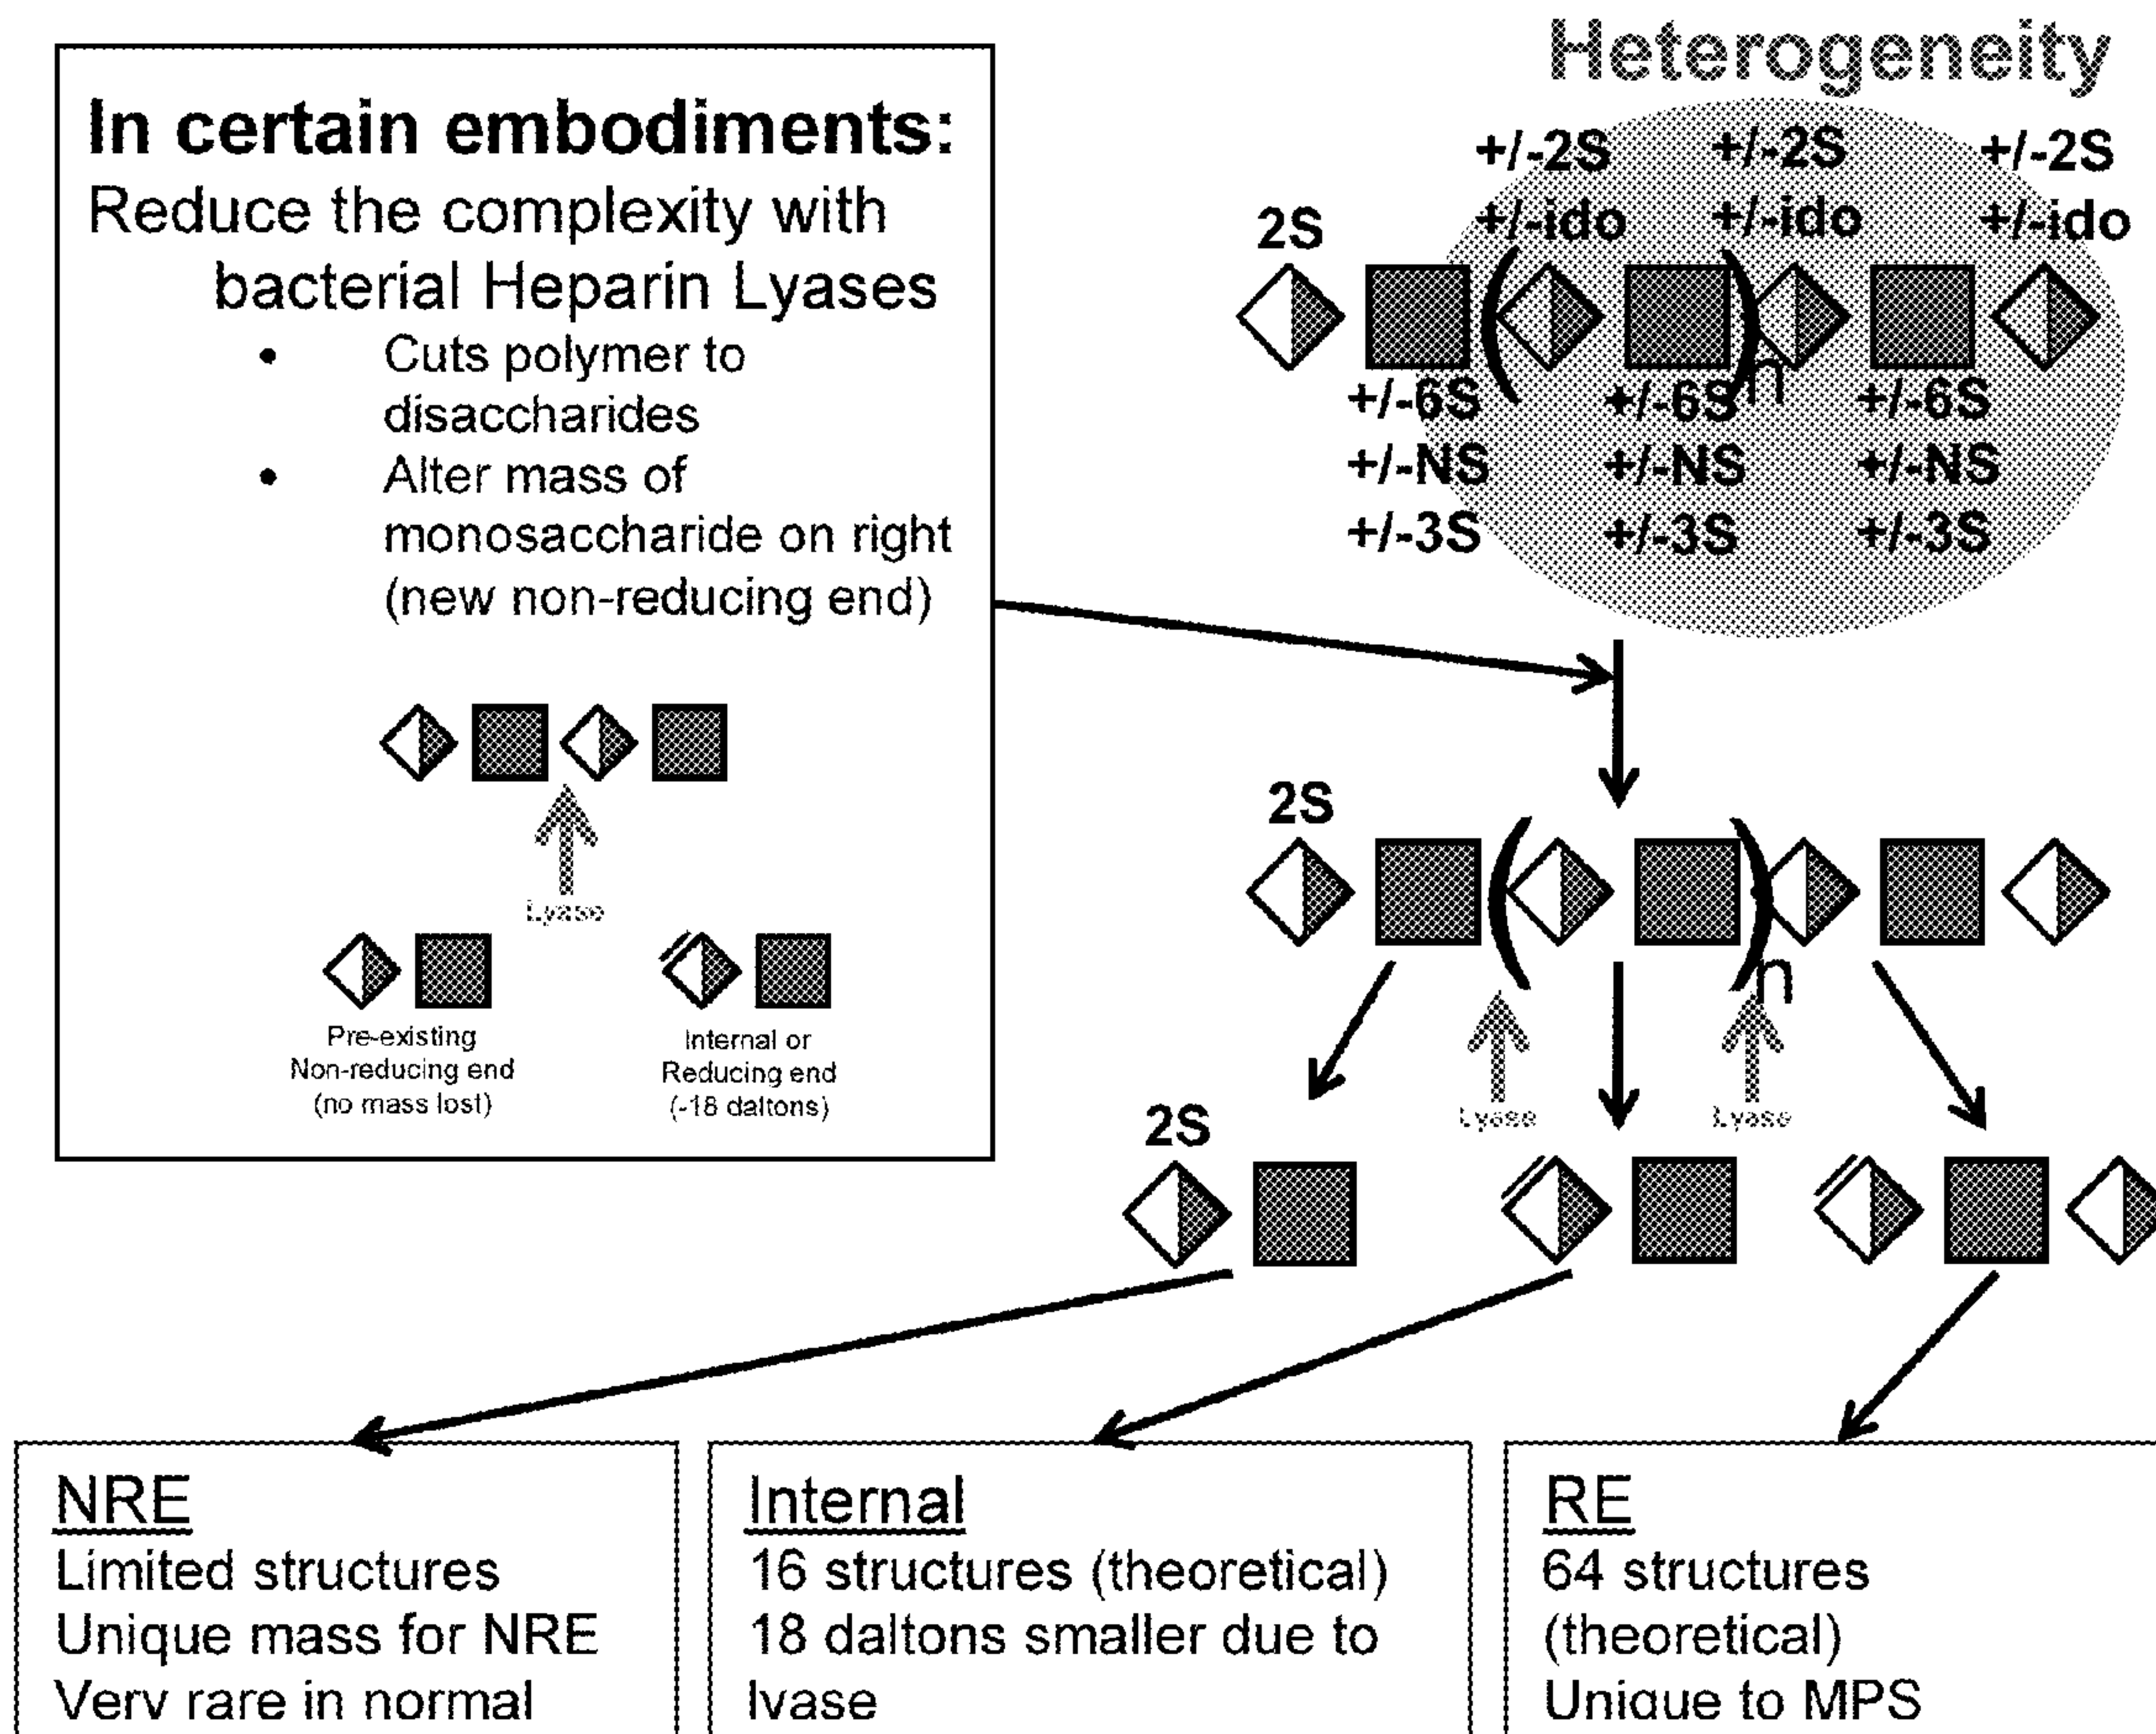 In certain embodiments:
Reduce the complexity with
bacterial Heparin Lyases
• Cuts polymer to
disaccharides
• Alter mass of
monosaccharide on right
(new non-reducing end)
Lyase
Pre-existing
Non-reducing end
(no mass lost)
Internal or
Reducing end
(-18 daltons)
Heterogeneity
+/-2S +/-2S +/-2S
2S +/-ido +/-ido +/-ido
( ) n
+/-6S +/-6S +/-6S
+/-NS +/-NS +/-NS
+/-3S +/-3S +/-3S
2S
( ) n
Lyase Lyase
2S
NRE
Limited structures
Unique mass for NRE
Very rare in normal
Internal
16 structures (theoretical)
18 daltons smaller due to
lyase
RE
64 structures
(theoretical)
Unique to MPS